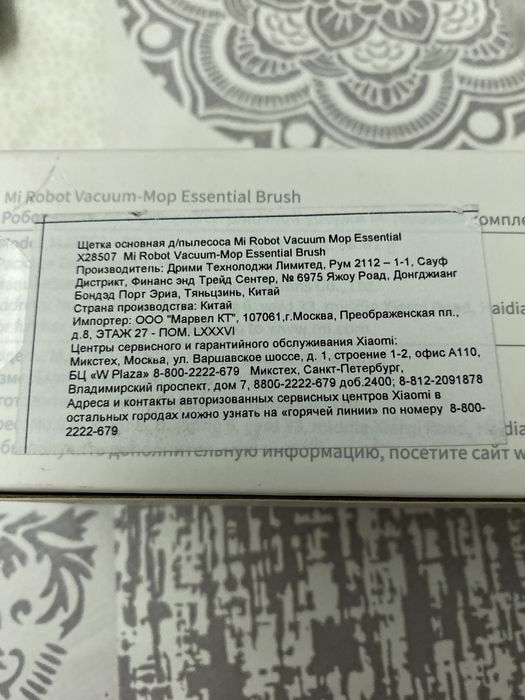 Mi Robot Vacuum-Mop Essential Brush
Щетка основная д/пылесоса Mi Robot Vacuum Mop Essential
X28507 Mi Robot Vacuum-Mop Essential Brush
Производитель: Дрими Технолоджи Лимитед, Рум 2112 – 1-1, Сауф
Дистрикт, Финанс энд Трейд Сентер, № 6975 Яжоу Роад, Донгджианг
Бондэд Порт Эриа, Тяньцзинь, Китай
Страна производства: Китай
Импортер: ООО "Марвел КТ", 107061,г.Москва, Преображенская пл.,
д.8, ЭТАЖ 27 - ПОМ. LXXXVI
Центры сервисного и гарантийного обслуживания Xiaomi:
Микстех, Москва, ул. Варшавское шоссе, д. 1, строение 1-2, офис А110,
БЦ «W Plaza» 8-800-2222-679 Микстех, Санкт-Петербург,
Владимирский проспект, дом 7, 8800-2222-679 доб.2400; 8-812-2091878
Адреса и контакты авторизованных сервисных центров Xiaomi в
остальных городах можно узнать на «горячей линии» по номеру 8-800-
2222-679
дополнительную информацию, посетите сайт w